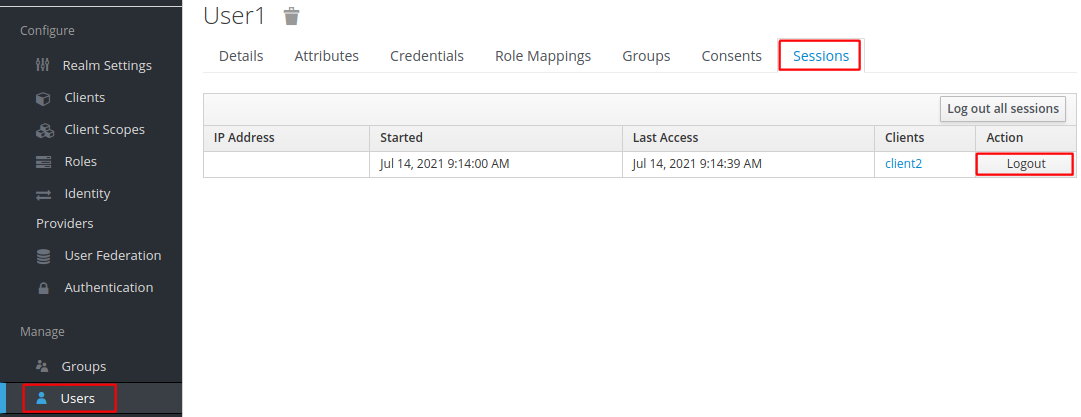 Configure
Realm Settings
Clients
Client Scopes
Roles
Identity
Providers
User Federation
Authentication
Manage
Groups
Users
User1
Details Attributes Credentials Role Mappings Groups Consents Sessions
Log out all sessions
IP Address Started Last Access Clients Action
Jul 14, 2021 9:14:00 AM Jul 14, 2021 9:14:39 AM client2 Logout